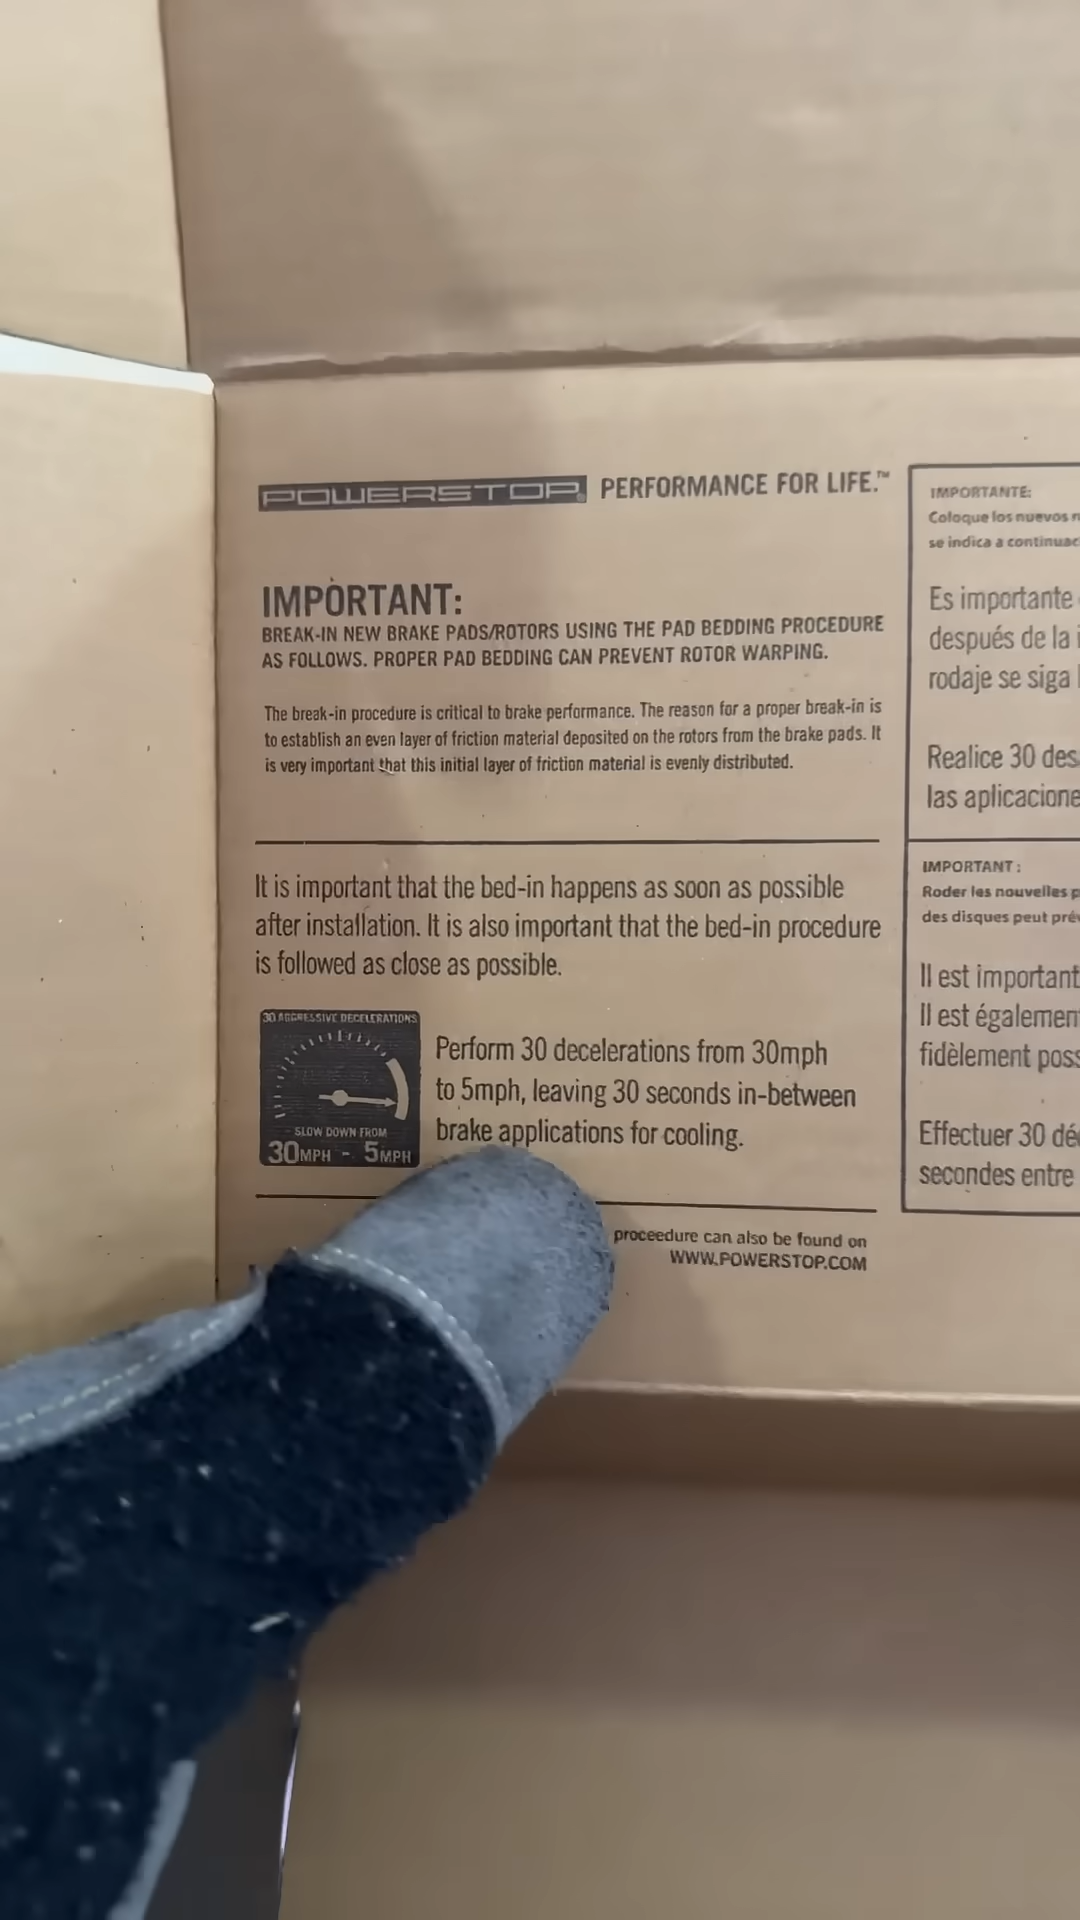 POWERSTOP® PERFORMANCE FOR LIFE.™
IMPORTANT:
BREAK-IN NEW BRAKE PADS/ROTORS USING THE PAD BEDDING PROCEDURE
AS FOLLOWS. PROPER PAD BEDDING CAN PREVENT ROTOR WARPING.
The break-in procedure is critical to brake performance. The reason for a proper break-in is
to establish an even layer of friction material deposited on the rotors from the brake pads. It
is very important that this initial layer of friction material is evenly distributed.
It is important that the bed-in happens as soon as possible
after installation. It is also important that the bed-in procedure
is followed as close as possible.
30 AGGRESSIVE DECELERATIONS
SLOW DOWN FROM
30MPH - 5MPH
Perform 30 decelerations from 30mph
to 5mph, leaving 30 seconds in-between
brake applications for cooling.
proceedure can also be found on
WWW.POWERSTOP.COM
IMPORTANTE:
Coloque los nuevos
se indica a
Es importante
después de la
rodaje se siga
Realice 30
las
IMPORTANT :
Roder les nouvelles
des disques peut
Il est important
Il est
fidèlement
Effectuer 30
secondes entre